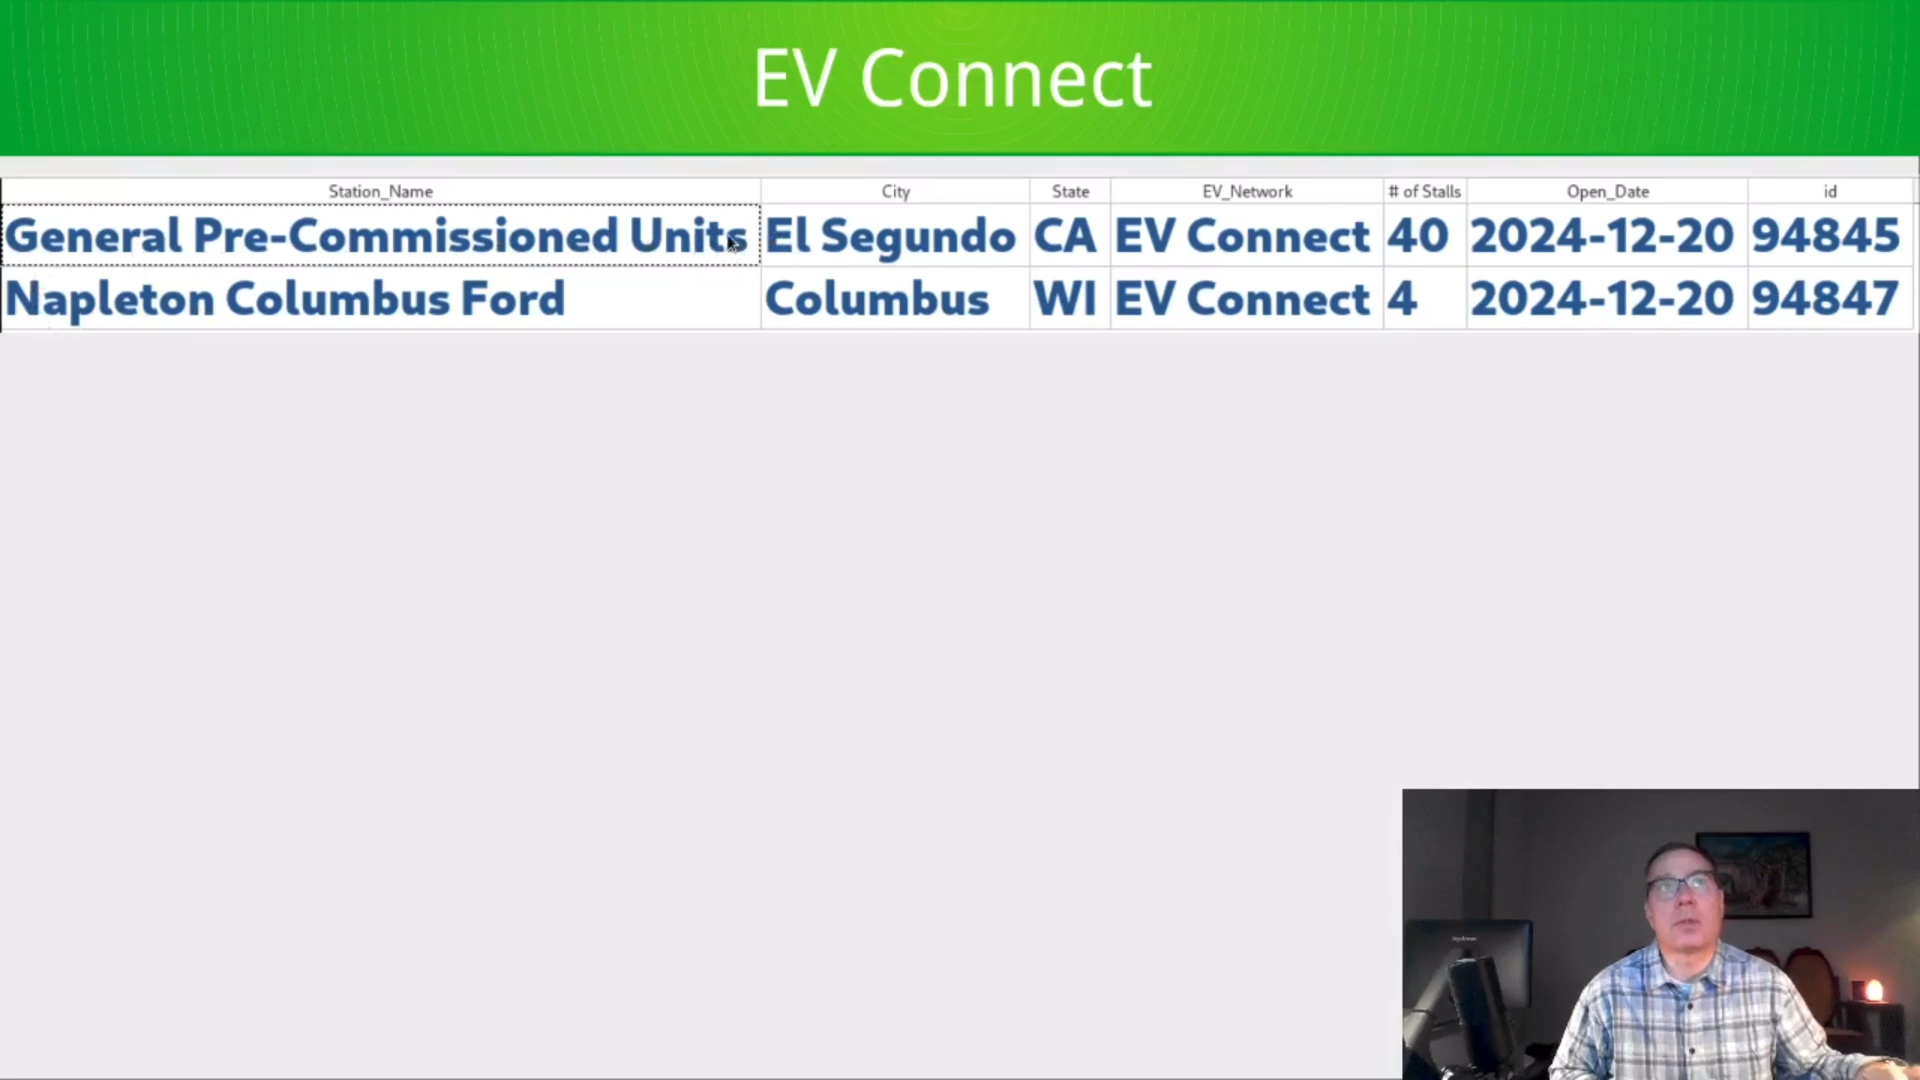 EV Connect
Station_Name City State EV_Network # of Stalls Open_Date id
General Pre-Commissioned Units El Segundo CA EV Connect 40 2024-12-20 94845
Napleton Columbus Ford Columbus WI EV Connect 4 2024-12-20 94847